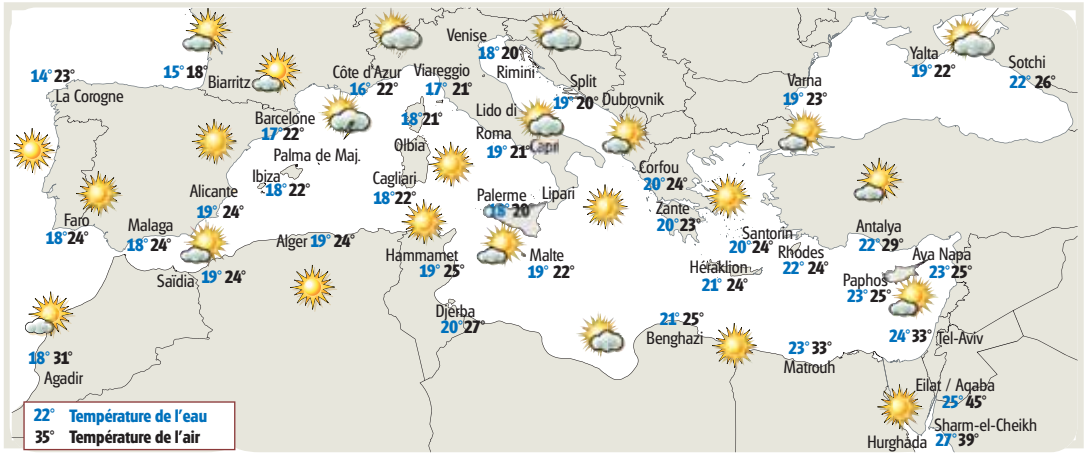 Venise
18° 20°
Rimini
Yalta
19° 22°
Sotchi
22° 26°
14° 23°
La Corogne
15° 18°
Biarritz
Côte d'Azur
16° 22°
Viareggio
17° 21°
Split
19° 20°
Dubrovnik
Varna
19° 23°
Barcelone
17° 22°
18° 21°
Olbia
Lido di
Roma
19° 21°
Capri
Palma de Maj.
Ibiza
18° 22°
Cagliari
18° 22°
Corfou
20° 24°
Alicante
19° 24°
Palerme
18° 20°
Lipari
Zante
20° 23°
Faro
18° 24°
Malaga
18° 24°
Alger 19° 24°
Santorin
20° 24°
Antalya
22° 29°
Rhodes
22° 24°
Hammamet
19° 25°
Malte
19° 22°
Héraklion
21° 24°
Aya Napa
23° 25°
Saïdia
19° 24°
Paphos
23° 25°
Djerba
20° 27°
21° 25°
Benghazi
24° 33°
Tel-Aviv
18° 31°
Agadir
23° 33°
Matrouh
Eilat / Aqaba
25° 45°
Sharm-el-Cheikh
Hurghada
27° 39°
22° Température de l'eau
35° Température de l'air